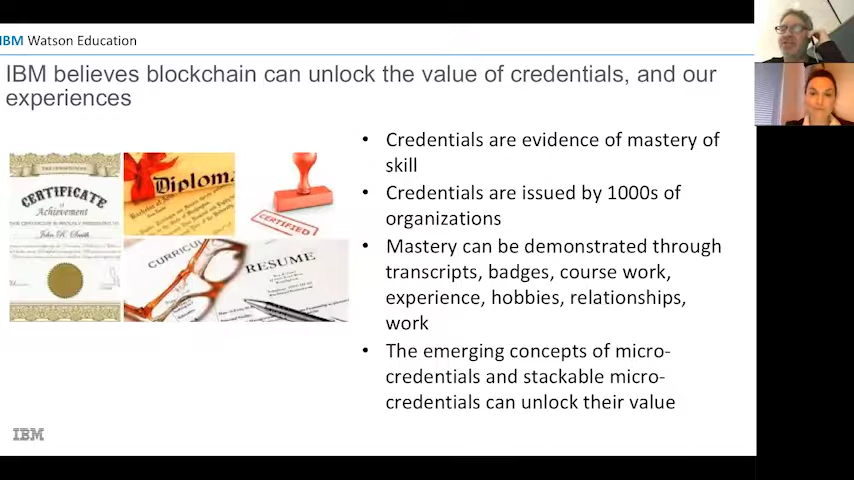 IBM Watson Education
IBM believes blockchain can unlock the value of credentials, and our
experiences
CERTIFICATE
of Achievement
John R. Smith
Diploma
CERTIFIED
CURRICU
RESUME
• Credentials are evidence of mastery of
skill
• Credentials are issued by 1000s of
organizations
• Mastery can be demonstrated through
transcripts, badges, course work,
experience, hobbies, relationships,
work
• The emerging concepts of micro-
credentials and stackable micro-
credentials can unlock their value
IBM